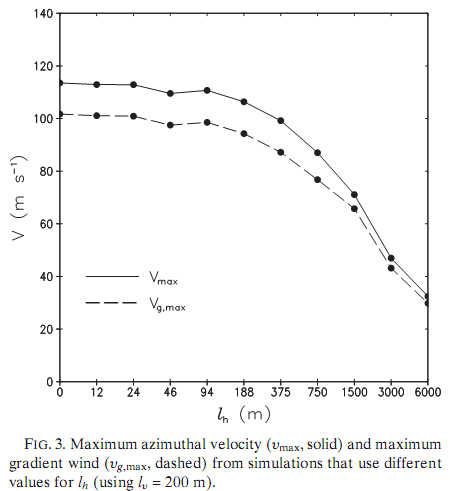 140
120
100
80
60
40
20
0
V (m s⁻¹)
Vmax
Vg,max
0 12 24 46 94 188 375 750 1500 3000 6000
lh (m)
FIG. 3. Maximum azimuthal velocity (vmax, solid) and maximum
gradient wind (vg,max, dashed) from simulations that use different
values for lh (using lv = 200 m).